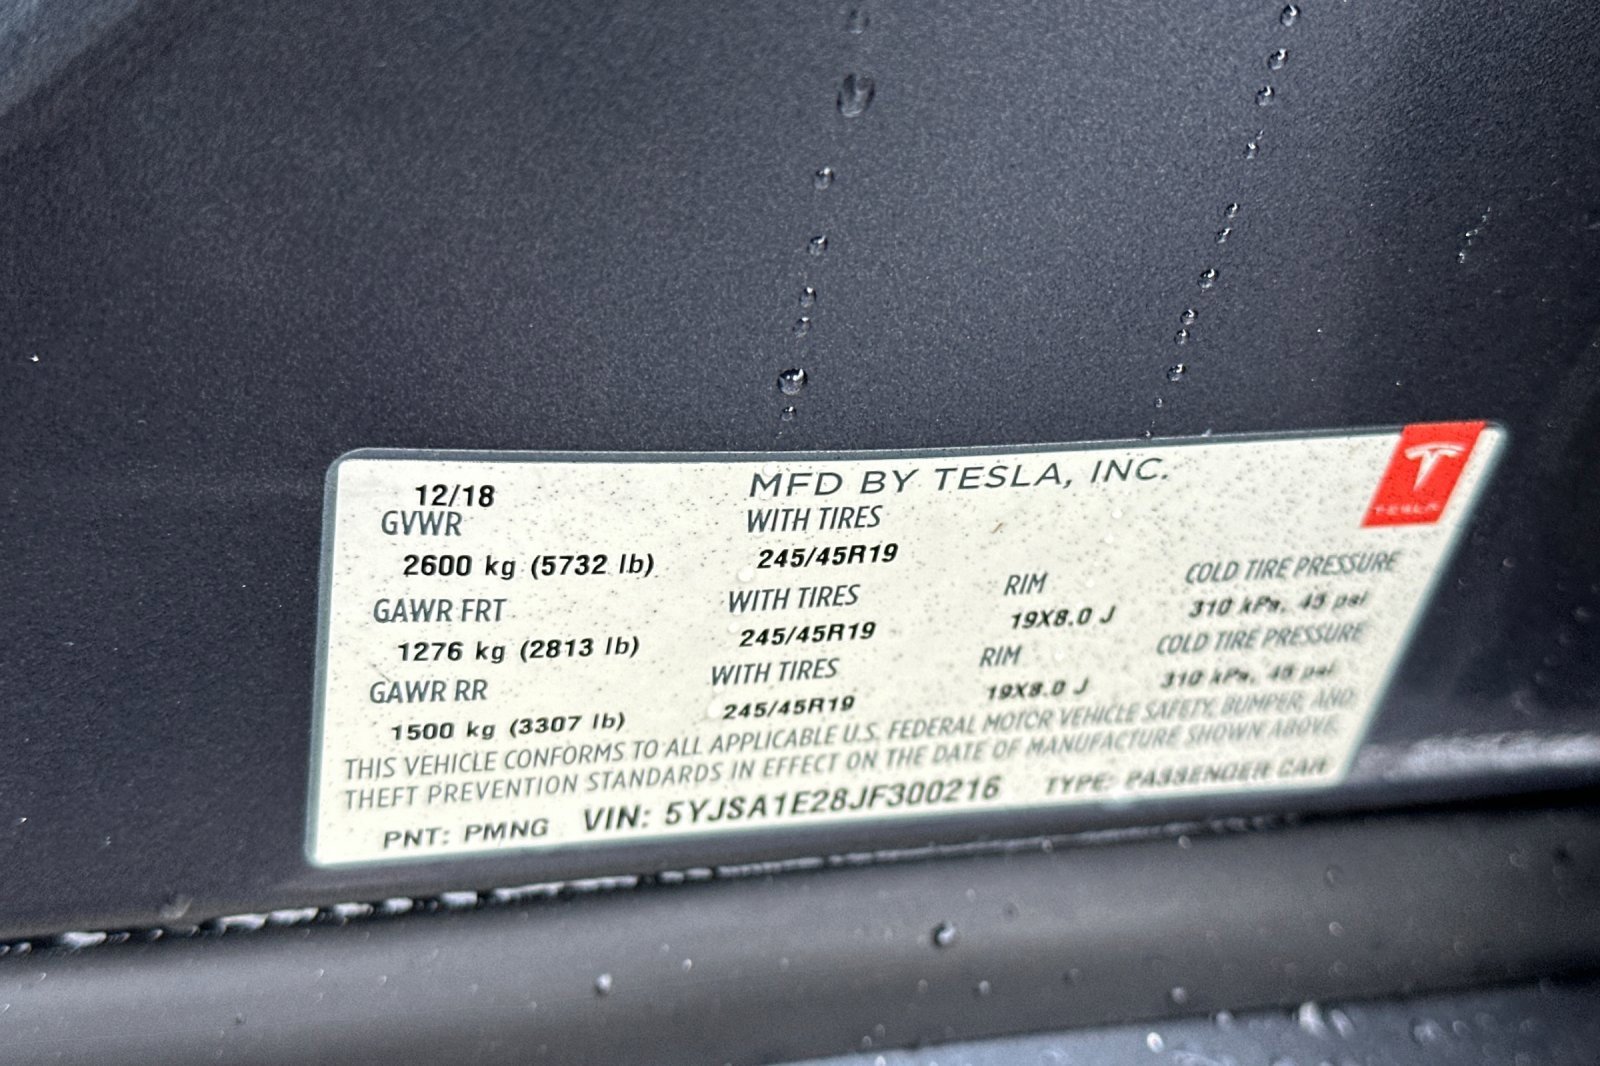 MFD BY TESLA, INC.
TESLA
12/18
GVWR WITH TIRES
2600 kg (5732 lb) 245/45R19
GAWR FRT WITH TIRES RIM COLD TIRE PRESSURE
1276 kg (2813 lb) 245/45R19 19X8.0 J 310 kPa, 45 psi
GAWR RR WITH TIRES RIM COLD TIRE PRESSURE
1500 kg (3307 lb) 245/45R19 19X8.0 J 310 kPa, 45 psi
THIS VEHICLE CONFORMS TO ALL APPLICABLE U.S. FEDERAL MOTOR VEHICLE SAFETY, BUMPER, AND
THEFT PREVENTION STANDARDS IN EFFECT ON THE DATE OF MANUFACTURE SHOWN ABOVE.
PNT: PMNG VIN: 5YJSA1E28JF300216 TYPE: PASSENGER CAR